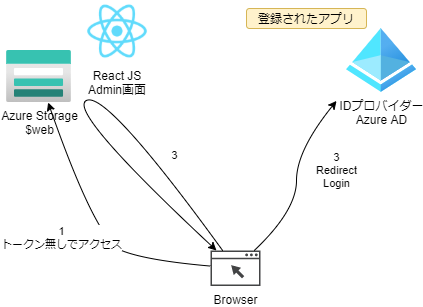 登録されたアプリ
React JS
Admin画面
Azure Storage
$web
IDプロバイダー
Azure AD
3
3
Redirect
Login
1
トークン無しでアクセス
Browser